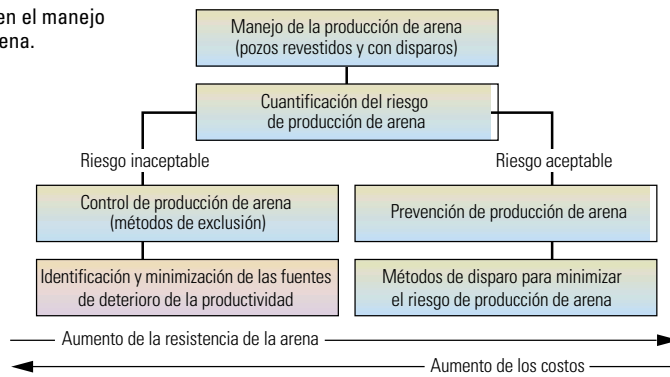 en el manejo
ena.
Manejo de la producción de arena
(pozos revestidos y con disparos)
Cuantificación del riesgo
de producción de arena
Riesgo inaceptable
Riesgo aceptable
Control de producción de arena
(métodos de exclusión)
Prevención de producción de arena
Identificación y minimización de las fuentes
de deterioro de la productividad
Métodos de disparo para minimizar
el riesgo de producción de arena
Aumento de la resistencia de la arena
Aumento de los costos